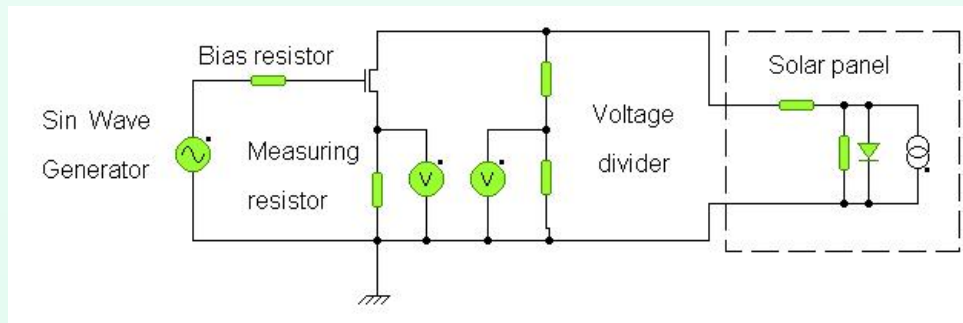 Bias resistor
Solar panel
Sin Wave
Generator
Measuring
resistor
Voltage
divider
V
V